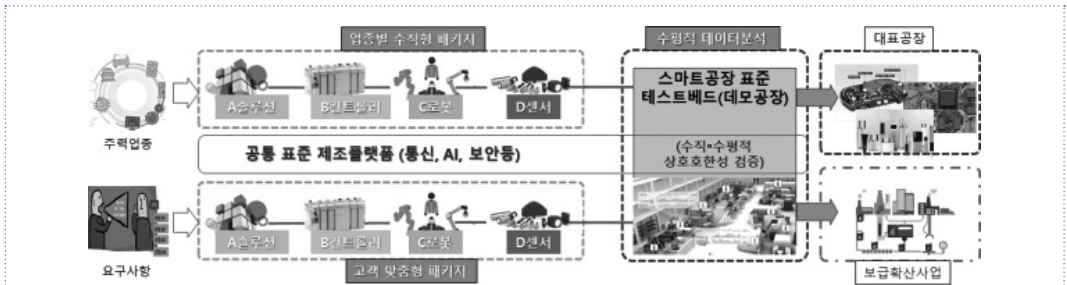 업종별 수직형 패키지
수평적 데이터분석
대표공장
A솔루션
B컨트롤러
C로봇
D센서
스마트공장 표준
테스트베드(데모공장)
주력업종
공통 표준 제조플랫폼 (통신, AI, 보안등)
(수직•수평적
상호호환성 검증)
A솔루션
B컨트롤러
C로봇
D센서
요구사항
고객 맞춤형 패키지
보급확산사업